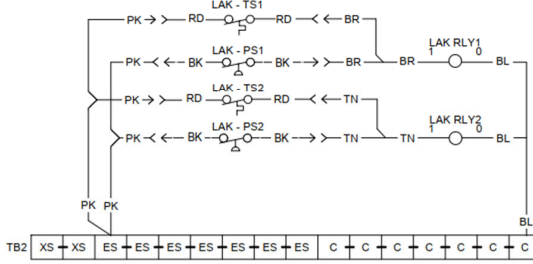 LAK - TS1
PK RD RD BR
LAK - PS1
LAK RLY1
PK BK BK BR BR 1 0 BL
LAK - TS2
PK RD RD TN
LAK - PS2
LAK RLY2
PK BK BK TN TN 1 0
PK PK
BL
TB2 XS XS ES ES ES ES ES ES ES C C C C C C C